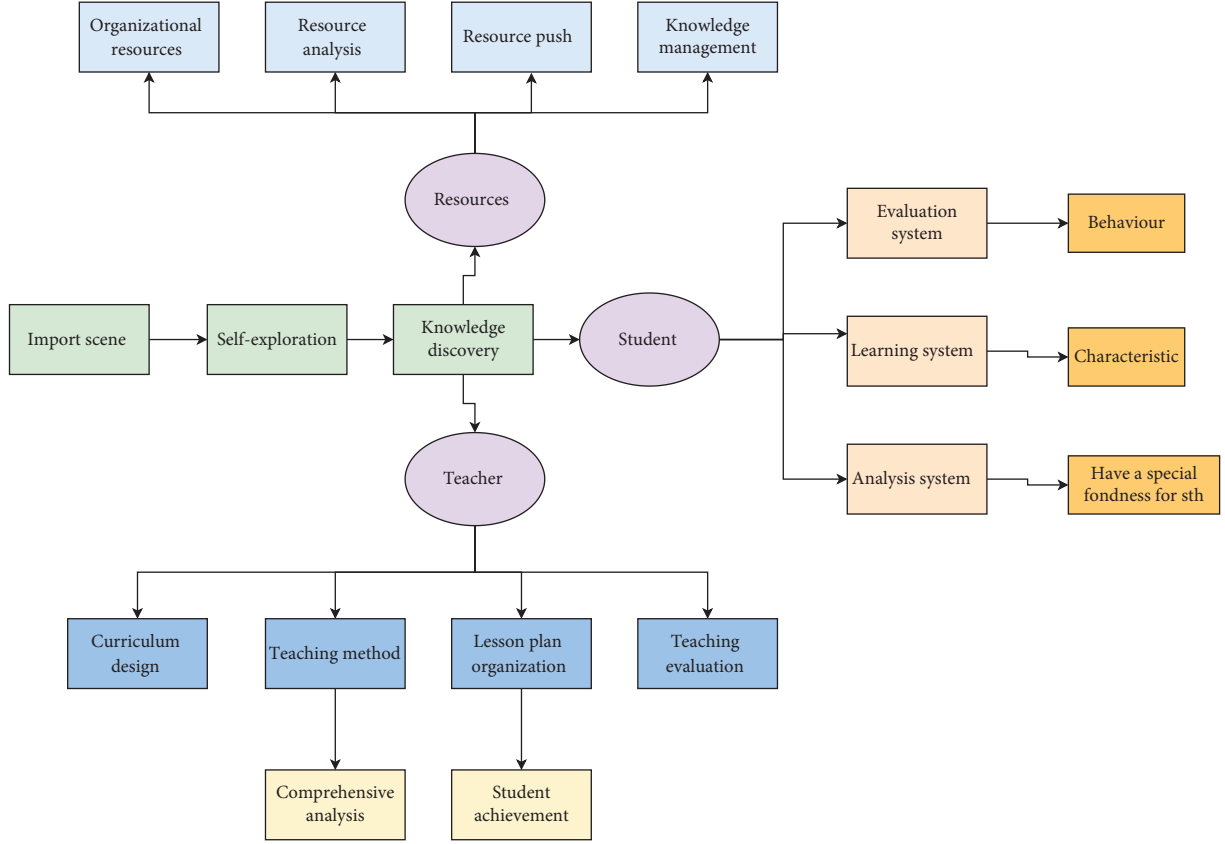 Organizational
resources
Resource
analysis
Resource push
Knowledge
management
Resources
Evaluation
system
Behaviour
Import scene
Self-exploration
Knowledge
discovery
Student
Learning system
Characteristic
Teacher
Analysis system
Have a special
fondness for sth
Curriculum
design
Teaching method
Lesson plan
organization
Teaching
evaluation
Comprehensive
analysis
Student
achievement